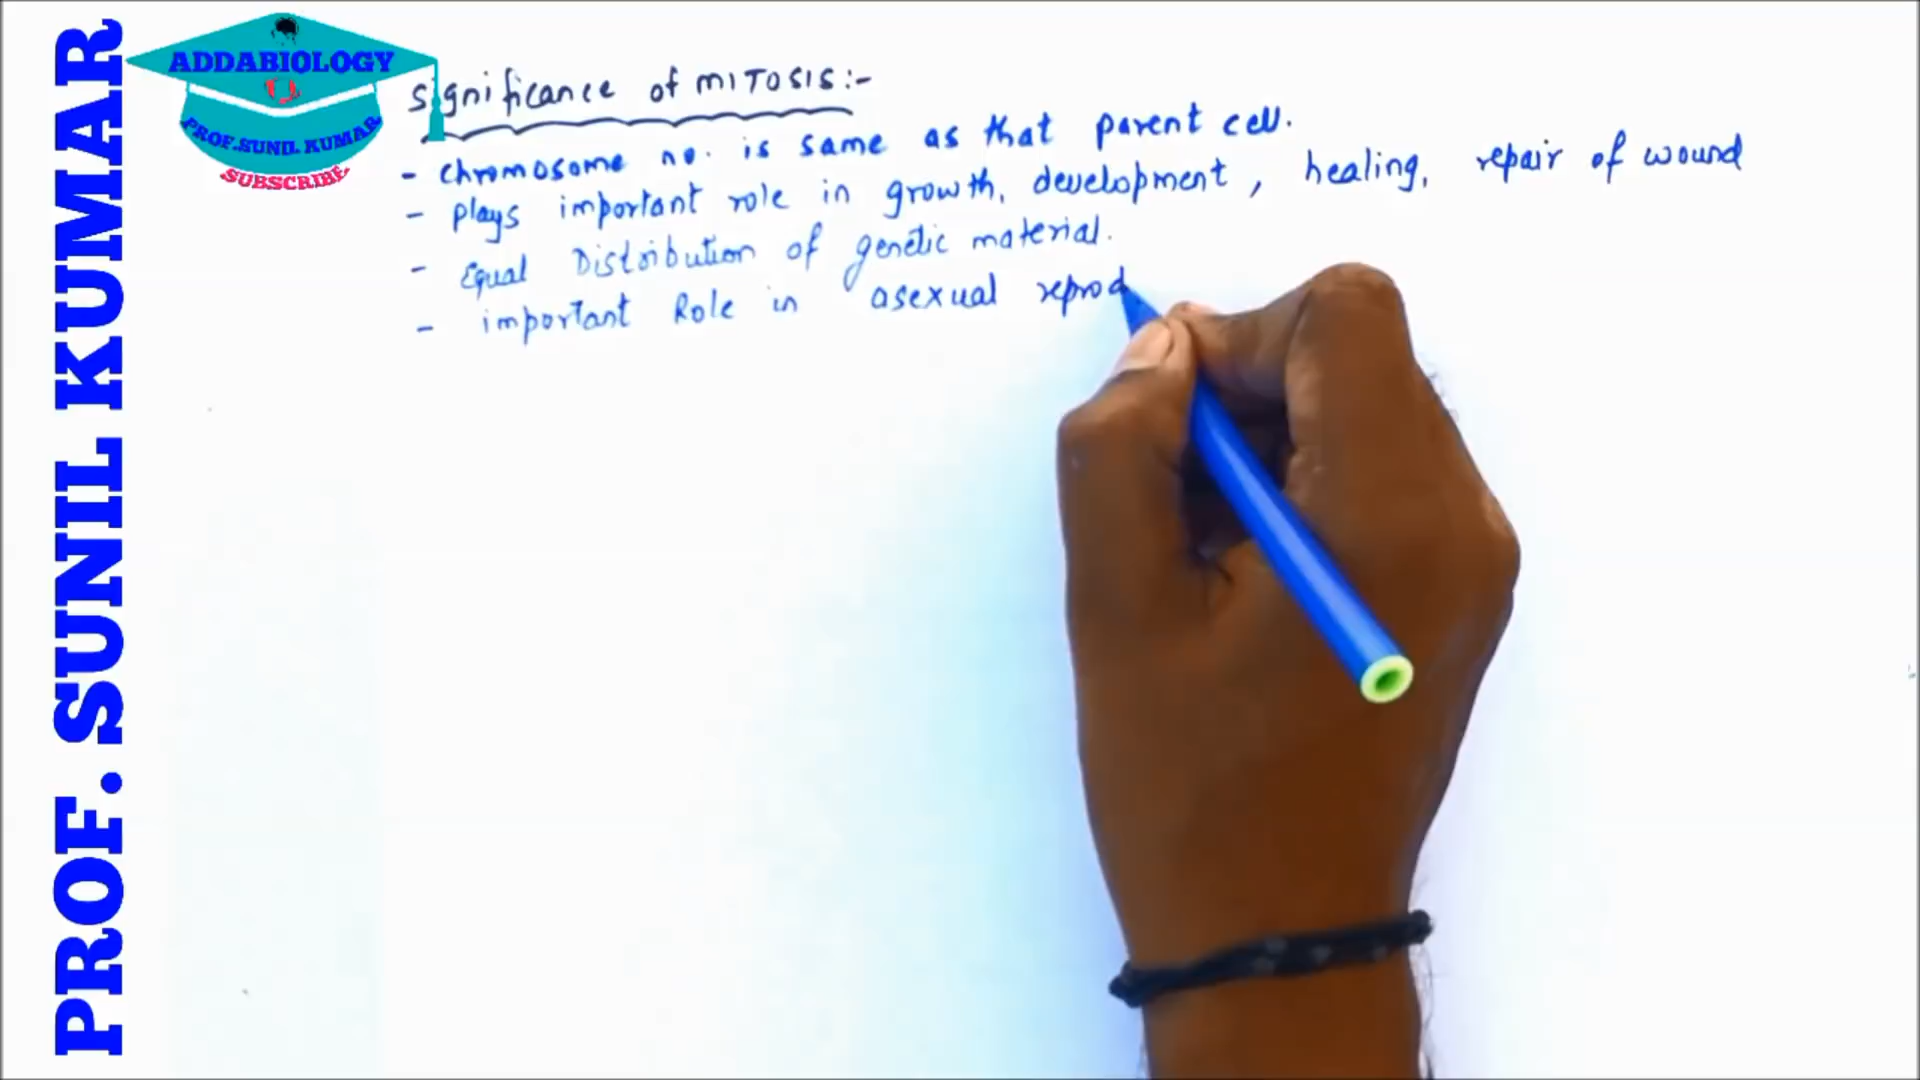 PROF. SUNIL KUMAR
ADDABIOLOGY
PROF.SUNIL KUMAR
SUBSCRIBE
Significance of MITOSIS:-
- chromosome no. is same as that parent cell.
- plays important role in growth, development, healing, repair of wound
- Equal Distribution of genetic material.
- important Role in asexual reprod